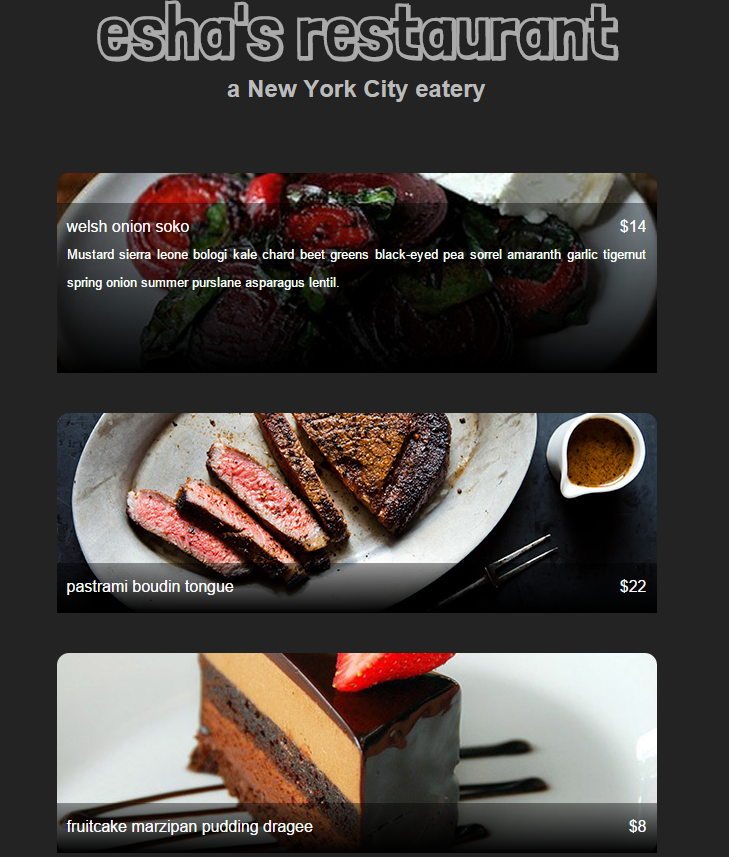 esha's restaurant
a New York City eatery
welsh onion soko $14
Mustard sierra leone bologi kale chard beet greens black-eyed pea sorrel amaranth garlic tigernut
spring onion summer purslane asparagus lentil.
pastrami boudin tongue $22
fruitcake marzipan pudding dragee $8